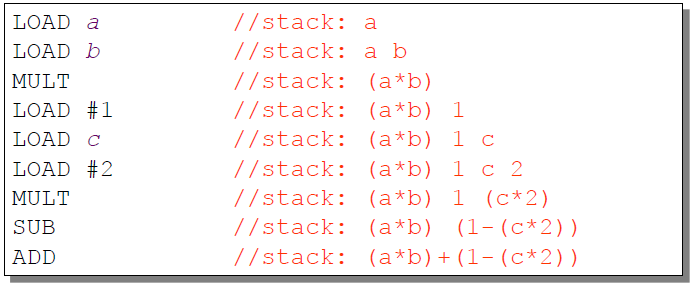 LOAD a //stack: a
LOAD b //stack: a b
MULT //stack: (a*b)
LOAD #1 //stack: (a*b) 1
LOAD c //stack: (a*b) 1 c
LOAD #2 //stack: (a*b) 1 c 2
MULT //stack: (a*b) 1 (c*2)
SUB //stack: (a*b) (1-(c*2))
ADD //stack: (a*b)+(1-(c*2))